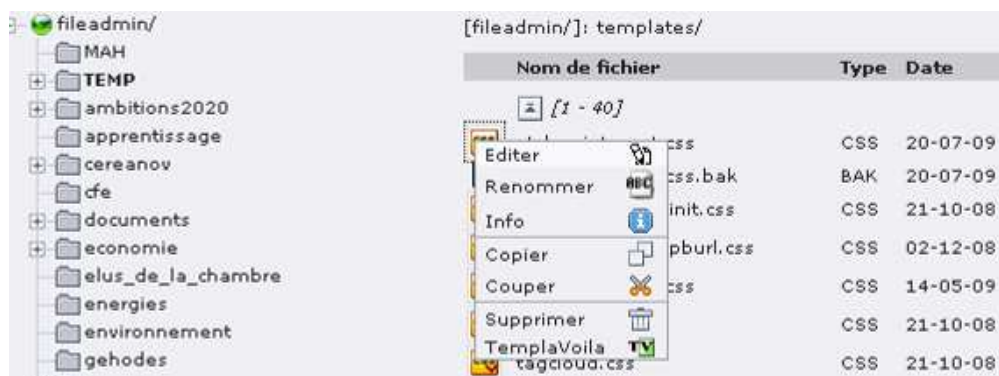 fileadmin/
MAH
TEMP
ambitions2020
apprentissage
cereanov
cfe
documents
economie
elus_de_la_chambre
energies
environnement
gehodes
[fileadmin/]: templates/
Nom de fichier Type Date
[1 - 40]
css CSS 20-07-09
css.bak BAK 20-07-09
init.css CSS 21-10-08
pburl.css CSS 02-12-08
css CSS 14-05-09
CSS 21-10-08
tagcloud.css CSS 21-10-08
Editer
Renommer ABC
Info
Copier
Couper
Supprimer
TemplaVoila TV